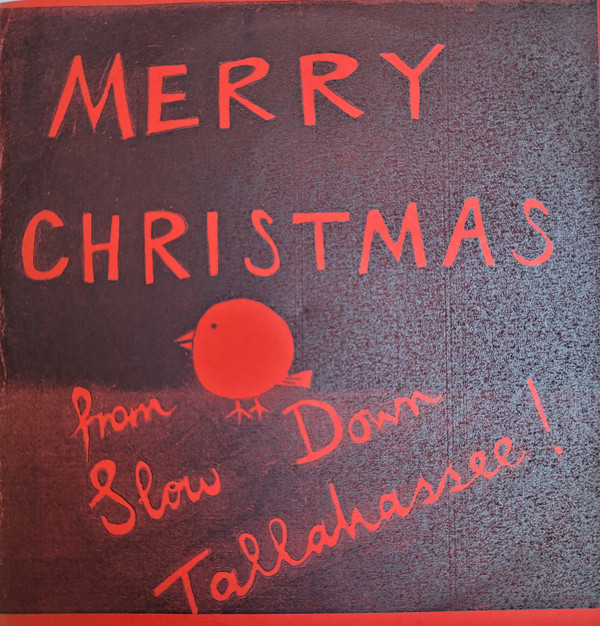 MERRY
CHRISTMAS
from
Slow Down
Tallahassee!